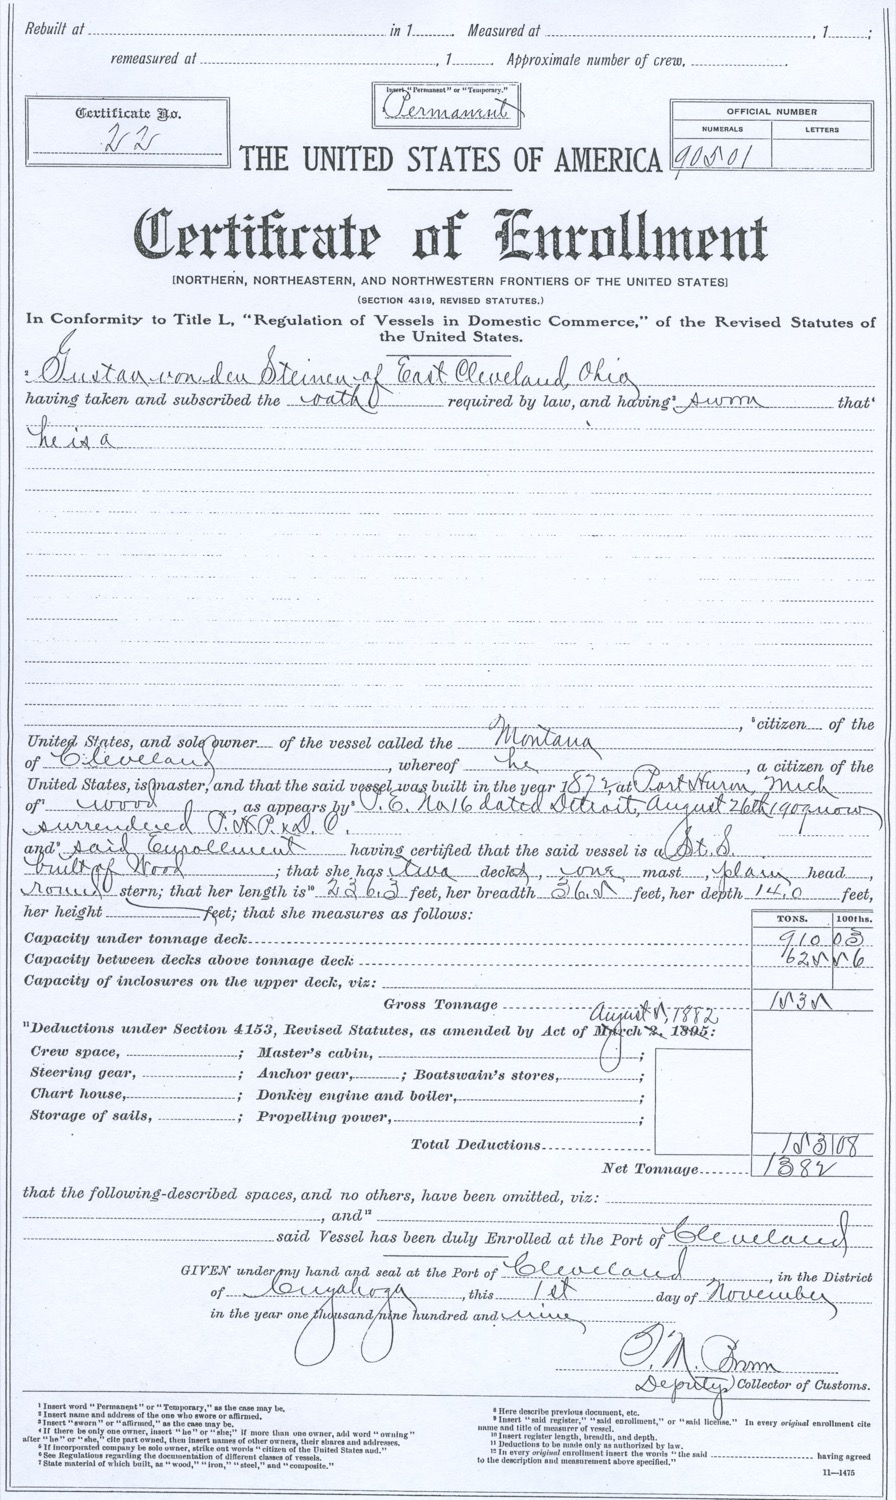 Rebuilt at in 1 Measured at , 1 ;
remeasured at , 1 Approximate number of crew,
Insert "Permanent" or "Temporary."
Permanent
Certificate No.
22
OFFICIAL NUMBER
NUMERALS LETTERS
90501
THE UNITED STATES OF AMERICA
Certificate of Enrollment
[NORTHERN, NORTHEASTERN, AND NORTHWESTERN FRONTIERS OF THE UNITED STATES]
(SECTION 4319, REVISED STATUTES.)
In Conformity to Title L, "Regulation of Vessels in Domestic Commerce," of the Revised Statutes of
the United States.
2 Gustav von den Steinen of East Cleveland, Ohio
having taken and subscribed the oath required by law, and having3 sworn that4
he is a
, 5citizen of the
United States, and sole owner of the vessel called the Montana
of Cleveland, whereof he, a citizen of the
United States, is master, and that the said vessel was built in the year 1872, at Port Huron, Mich
of7 wood, as appears by8 P.E. No 16 dated Detroit, August 26th 190 now
surrendered
and9 said Enrollment having certified that the said vessel is a St. S.
built of Wood; that she has two decks, one mast, plain head,
round stern; that her length is10 236.3 feet, her breadth 36.5 feet, her depth 14.0 feet,
her height feet; that she measures as follows:
TONS. 100ths.
Capacity under tonnage deck 910 03
Capacity between decks above tonnage deck 625 56
Capacity of inclosures on the upper deck, viz:
Gross Tonnage 1535
August 5, 1882
11Deductions under Section 4153, Revised Statutes, as amended by Act of March 2, 1895:
Crew space, ; Master's cabin, ;
Steering gear, ; Anchor gear, ; Boatswain's stores, ;
Chart house, ; Donkey engine and boiler, ;
Storage of sails, ; Propelling power, ;
Total Deductions 153 08
Net Tonnage 1382
that the following-described spaces, and no others, have been omitted, viz:
, and12
said Vessel has been duly Enrolled at the Port of Cleveland
GIVEN under my hand and seal at the Port of Cleveland, in the District
of Cuyahoga, this 1st day of November
in the year one thousand nine hundred and nine
Deputy Collector of Customs.
1 Insert word "Permanent" or "Temporary," as the case may be.
2 Insert name and address of the one who swore or affirmed.
3 Insert "sworn" or "affirmed," as the case may be.
4 If there be only one owner, insert "he" or "she;" if more than one owner, add word "owning"
after "he" or "she," cite part owned, then insert names of other owners, their shares and addresses.
5 If incorporated company be sole owner, strike out words "citizen of the United States and."
6 See Regulations regarding the documentation of different classes of vessels.
7 State material of which built, as "wood," "iron," "steel," and "composite."
8 Here describe previous document, etc.
9 Insert "said register," "said enrollment," or "said license." In every original enrollment cite
name and title of measurer of vessel.
10 Insert register length, breadth, and depth.
11 Deductions to be made only as authorized by law.
12 In every original enrollment insert the words "the said having agreed
to the description and measurement above specified."
11—1475